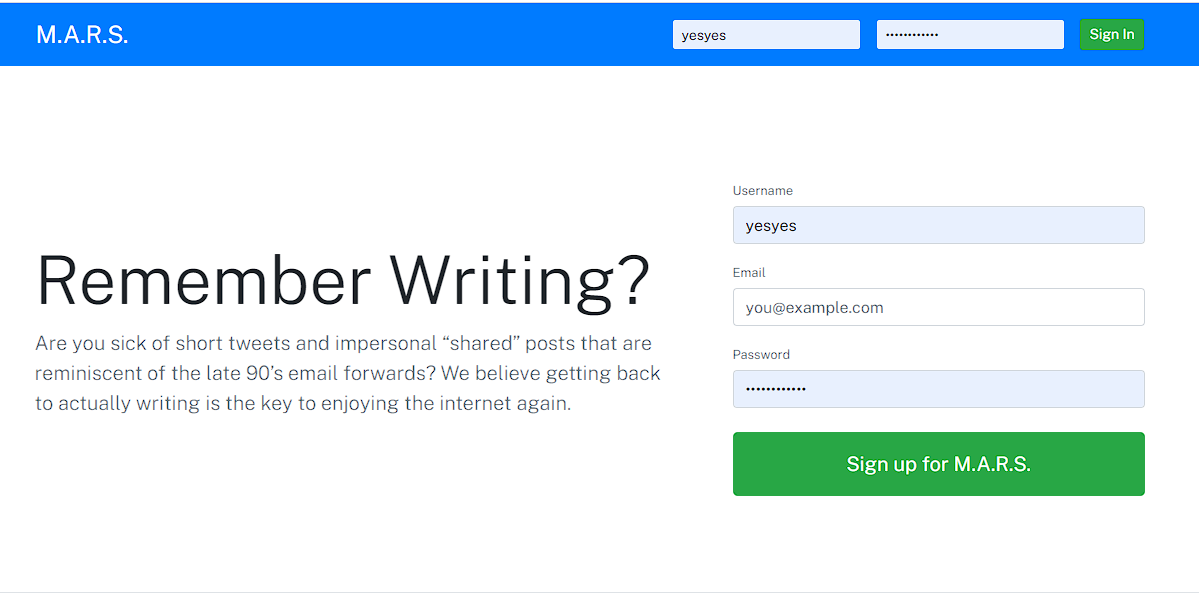 M.A.R.S.
yesyes
••••••••••••
Sign In
Remember Writing?
Are you sick of short tweets and impersonal “shared” posts that are
reminiscent of the late 90’s email forwards? We believe getting back
to actually writing is the key to enjoying the internet again.
Username
yesyes
Email
you@example.com
Password
••••••••••••
Sign up for M.A.R.S.